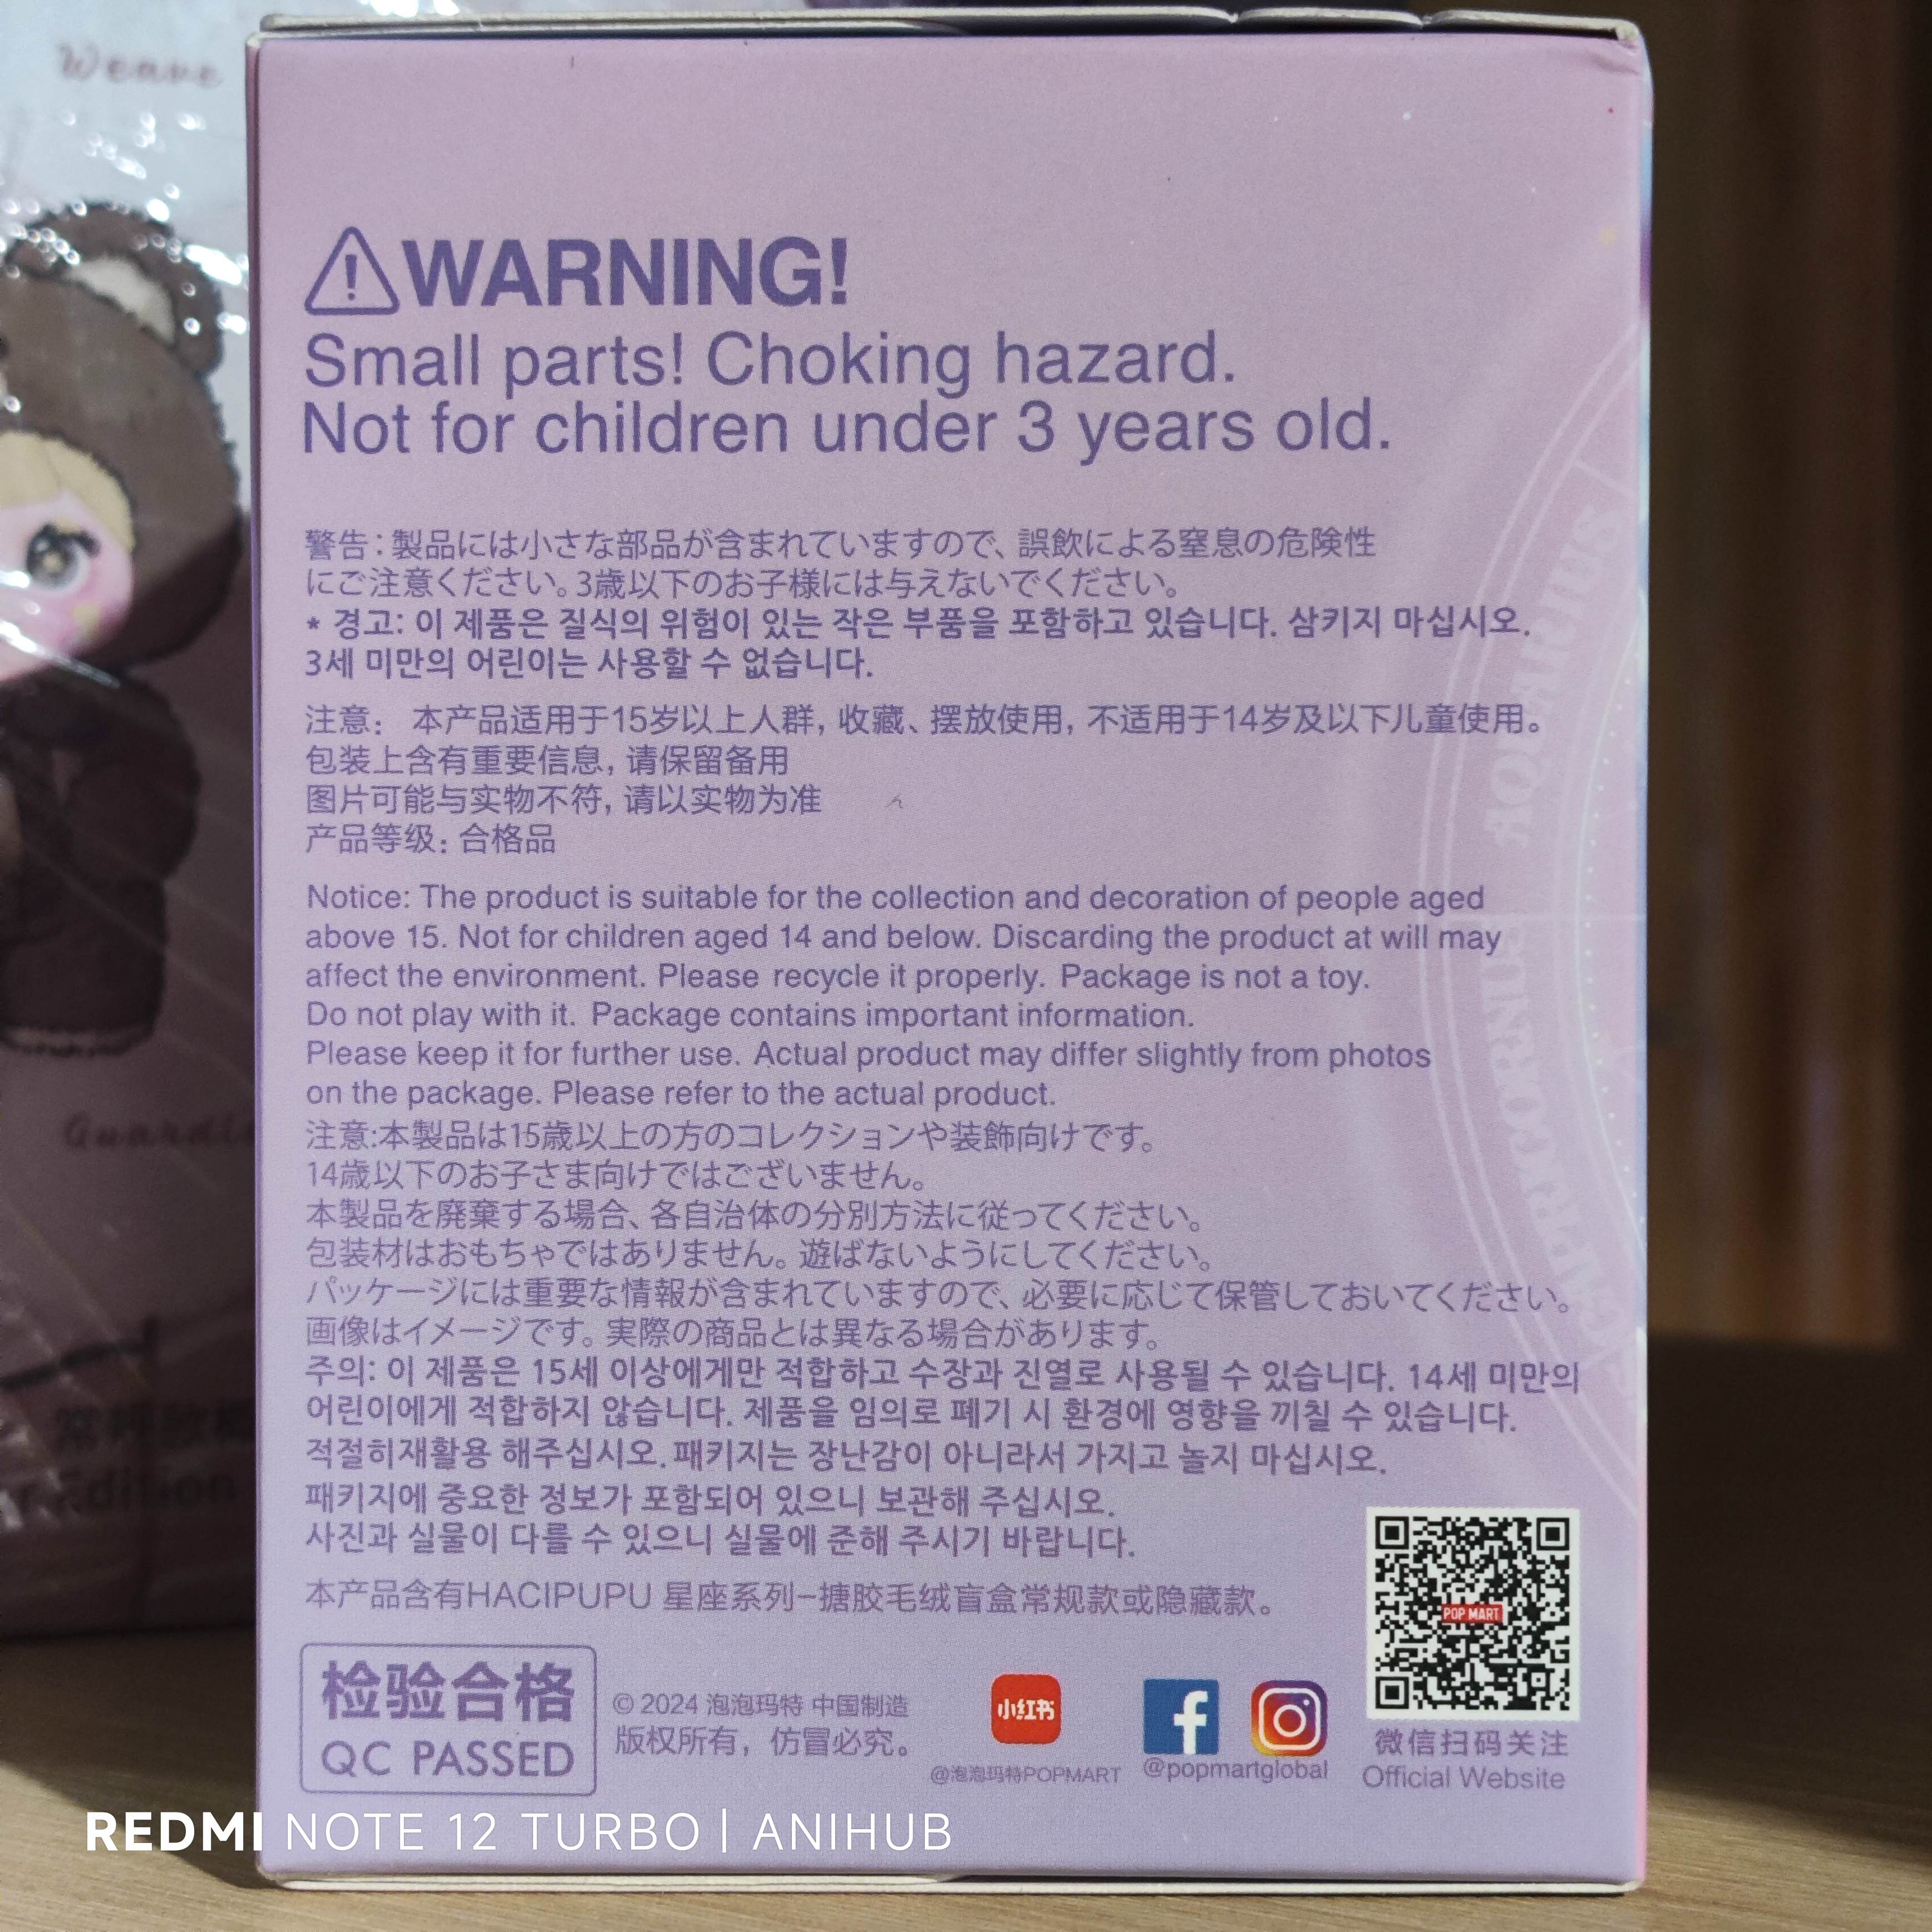 Weave
WARNING!
Small parts! Choking hazard.
Not for children under 3 years old.
警告：製品には小さな部品が含まれていますので、誤飲による窒息の危険性
にご注意ください。3歳以下のお子様には与えないでください。
* 경고: 이 제품은 질식의 위험이 있는 작은 부품을 포함하고 있습니다. 삼키지 마십시오.
3세 미만의 어린이는 사용할 수 없습니다.
注意： 本产品适用于15岁以上人群, 收藏、摆放使用, 不适用于14岁及以下儿童使用。
包装上含有重要信息, 请保留备用
图片可能与实物不符, 请以实物为准
产品等级: 合格品
Notice: The product is suitable for the collection and decoration of people aged
above 15. Not for children aged 14 and below. Discarding the product at will may
affect the environment. Please recycle it properly. Package is not a toy.
Do not play with it. Package contains important information.
Please keep it for further use. Actual product may differ slightly from photos
on the package. Please refer to the actual product.
注意:本製品は15歳以上の方のコレクションや装飾向けです。
14歳以下のお子さま向けではございません。
本製品を廃棄する場合、各自治体の分別方法に従ってください。
包装材はおもちゃではありません。遊ばないようにしてください。
パッケージには重要な情報が含まれていますので、必要に応じて保管しておいてください。
画像はイメージです。実際の商品とは異なる場合があります。
주의: 이 제품은 15세 이상에게만 적합하고 수장과 진열로 사용될 수 있습니다. 14세 미만의
어린이에게 적합하지 않습니다. 제품을 임의로 폐기 시 환경에 영향을 끼칠 수 있습니다.
적절히재활용 해주십시오. 패키지는 장난감이 아니라서 가지고 놀지 마십시오.
패키지에 중요한 정보가 포함되어 있으니 보관해 주십시오.
사진과 실물이 다를 수 있으니 실물에 준해 주시기 바랍니다.
本产品含有HACIPUPU 星座系列-搪胶毛绒盲盒常规款或隐藏款。
检验合格
QC PASSED
© 2024 泡泡玛特 中国制造
版权所有，仿冒必究。
小红书
@泡泡玛特POPMART
@popmartglobal
POP MART
微信扫码关注
Official Website
AQUARIUS
CAPRICORNUS
Edition
REDMI NOTE 12 TURBO | ANIHUB